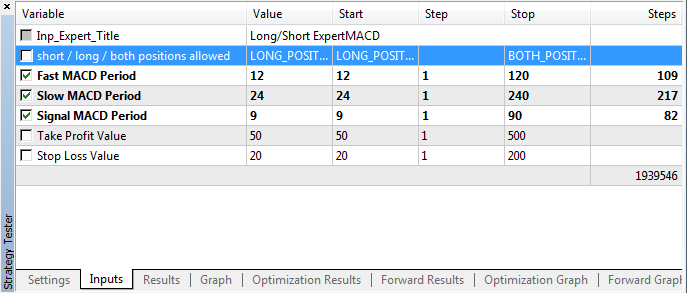 Variable Value Start Step Stop Steps
Inp_Expert_Title Long/Short ExpertMACD
short / long / both positions allowed LONG_POSIT... LONG_POSIT... BOTH_POSIT...
Fast MACD Period 12 12 1 120 109
Slow MACD Period 24 24 1 240 217
Signal MACD Period 9 9 1 90 82
Take Profit Value 50 50 1 500
Stop Loss Value 20 20 1 200
1939546
Strategy Tester
Settings Inputs Results Graph Optimization Results Forward Results Optimization Graph Forward Graph